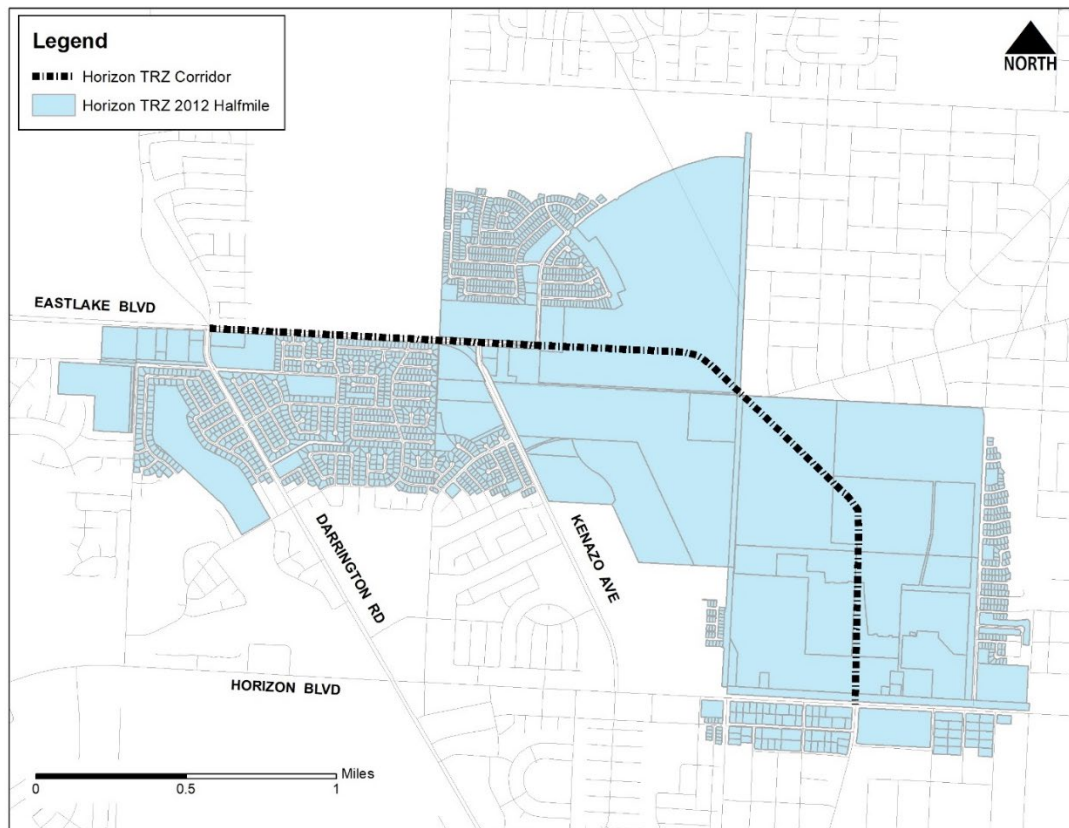 Legend
Horizon TRZ Corridor
Horizon TRZ 2012 Halfmile
NORTH
EASTLAKE BLVD
DARRINGTON RD
KENAZO AVE
HORIZON BLVD
Miles
0 0.5 1